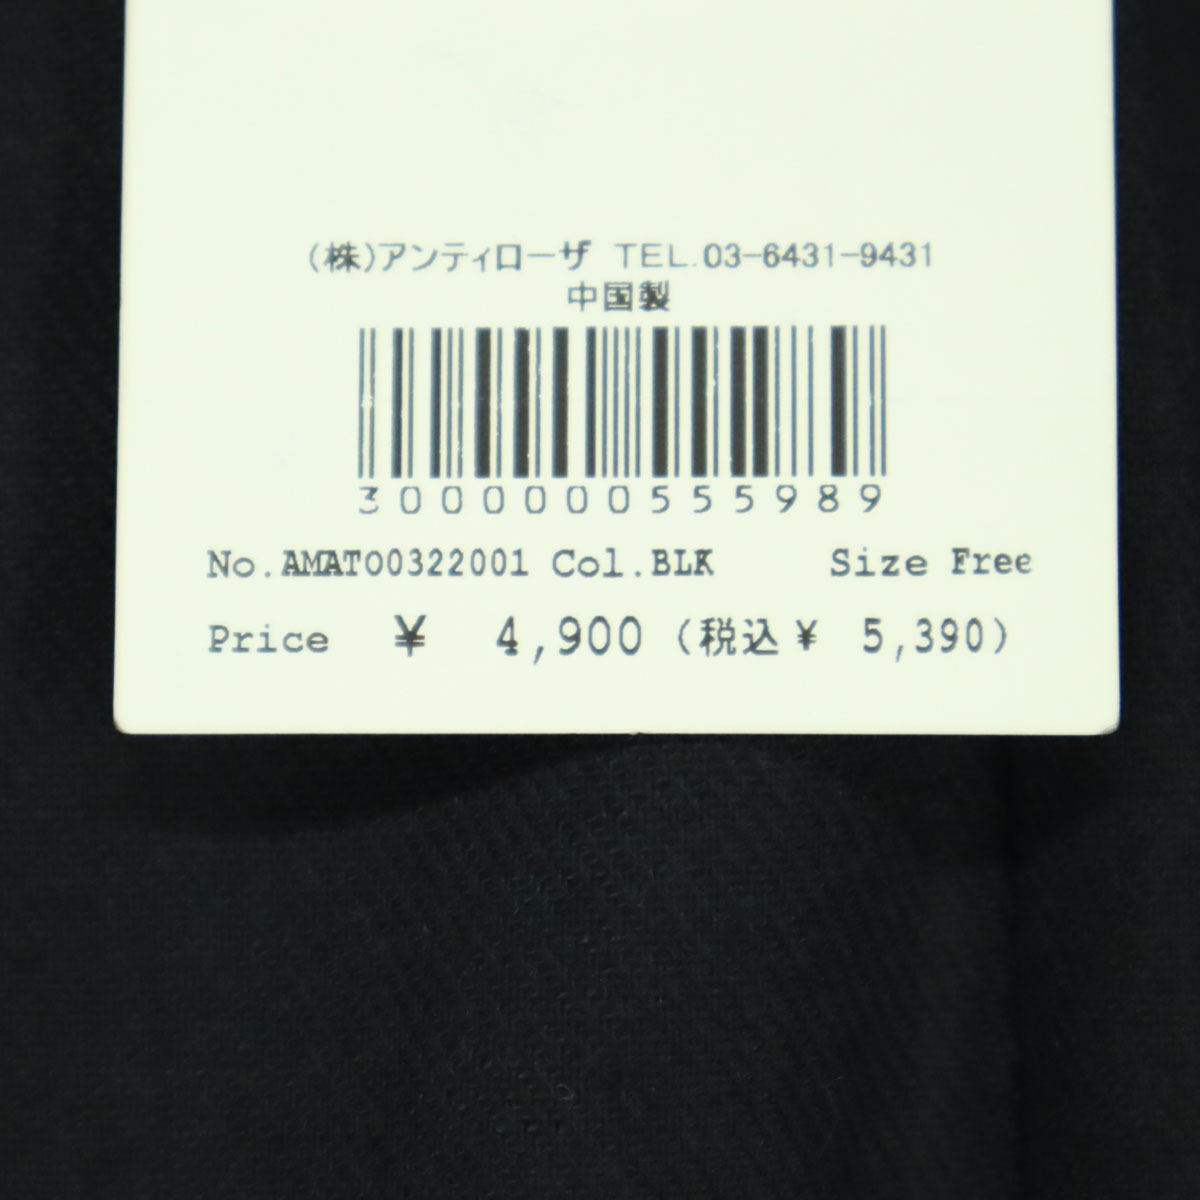 (株)アンティローザ TEL.03-6431-9431
中国製
3000000555989
No.AMATO0322001 Col.BLK Size Free
Price ¥ 4,900 (税込¥ 5,390)